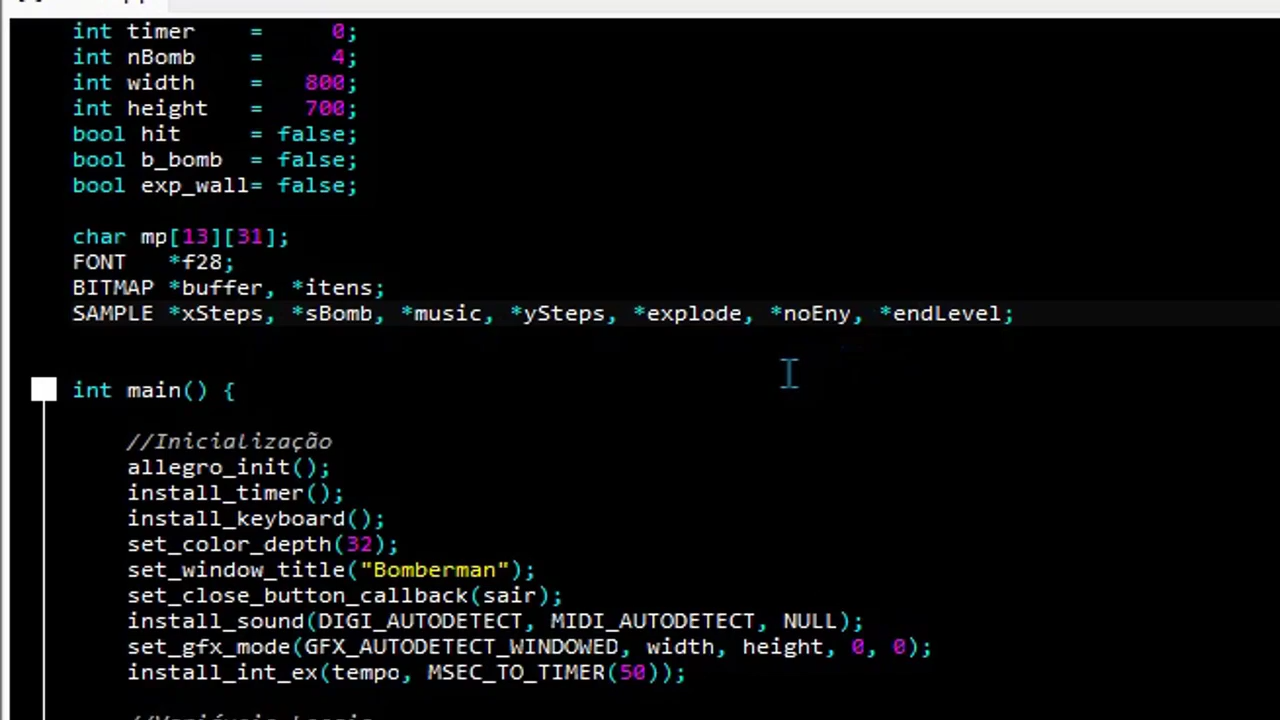 int timer    =     0;
int nBomb    =     4;
int width    =   800;
int height   =   700;
bool hit     = false;
bool b_bomb  = false;
bool exp_wall= false;
char mp[13][31];
FONT   *f28;
BITMAP *buffer, *itens;
SAMPLE *xSteps, *sBomb, *music, *ySteps, *explode, *noEny, *endLevel;
int main() {
//Inicialização
allegro_init();
install_timer();
install_keyboard();
set_color_depth(32);
set_window_title("Bomberman");
set_close_button_callback(sair);
install_sound(DIGI_AUTODETECT, MIDI_AUTODETECT, NULL);
set_gfx_mode(GFX_AUTODETECT_WINDOWED, width, height, 0, 0);
install_int_ex(tempo, MSEC_TO_TIMER(50));